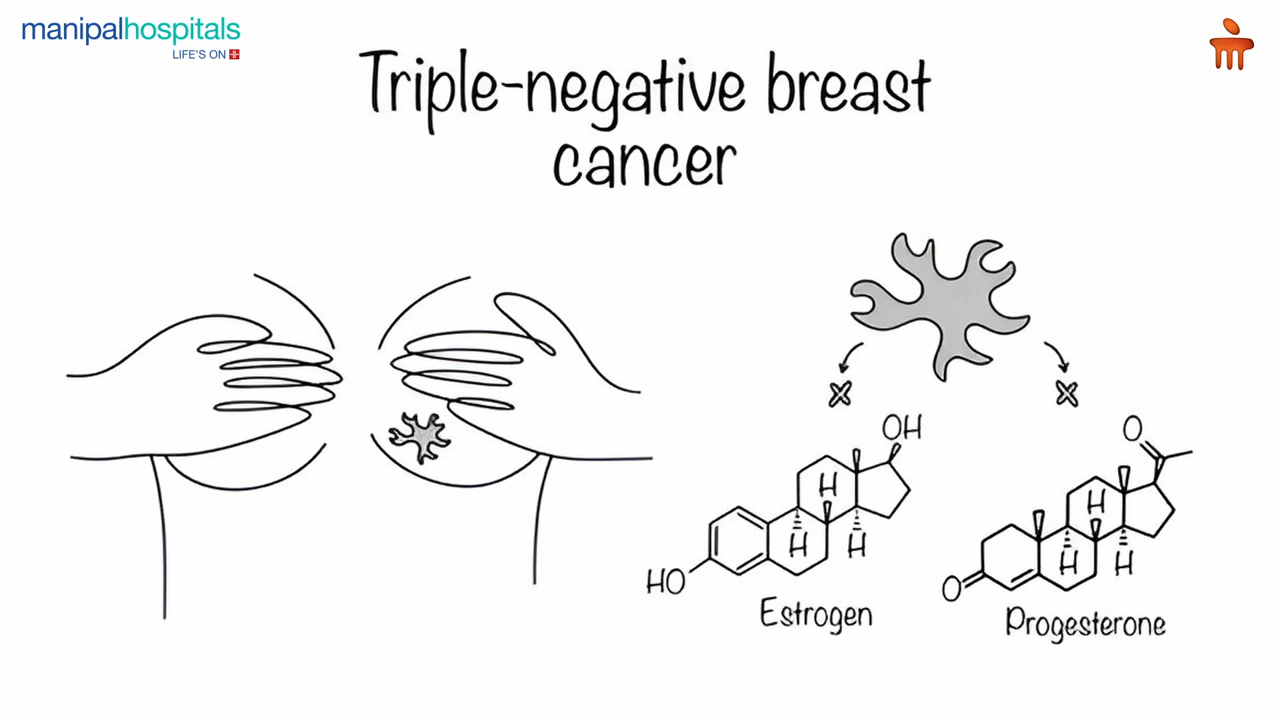 manipalhospitals
LIFE'S ON
Triple-negative breast
cancer
OH
O
H
H
H
H
H
H
HO
O
Estrogen
Progesterone